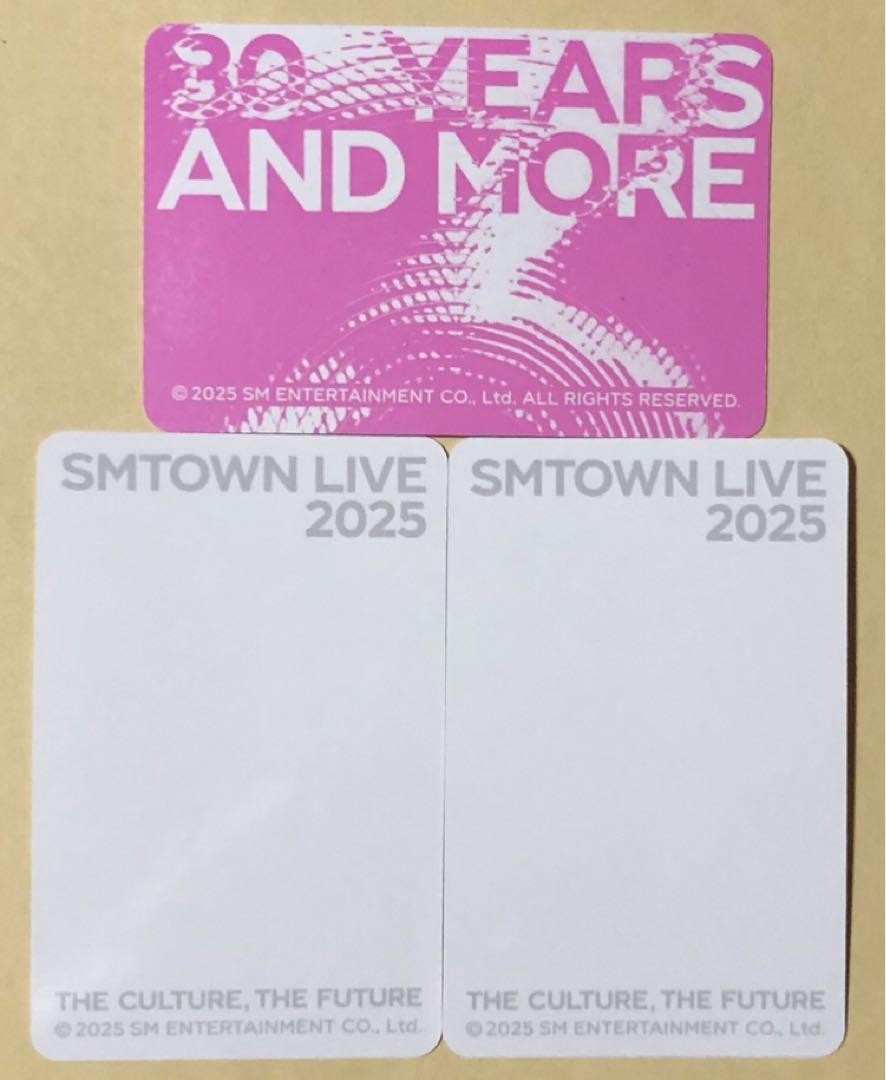 30 YEARS
AND MORE
© 2025 SM ENTERTAINMENT CO., Ltd. ALL RIGHTS RESERVED.
SMTOWN LIVE
2025
THE CULTURE, THE FUTURE
© 2025 SM ENTERTAINMENT CO., Ltd.
SMTOWN LIVE
2025
THE CULTURE, THE FUTURE
© 2025 SM ENTERTAINMENT CO., Ltd.